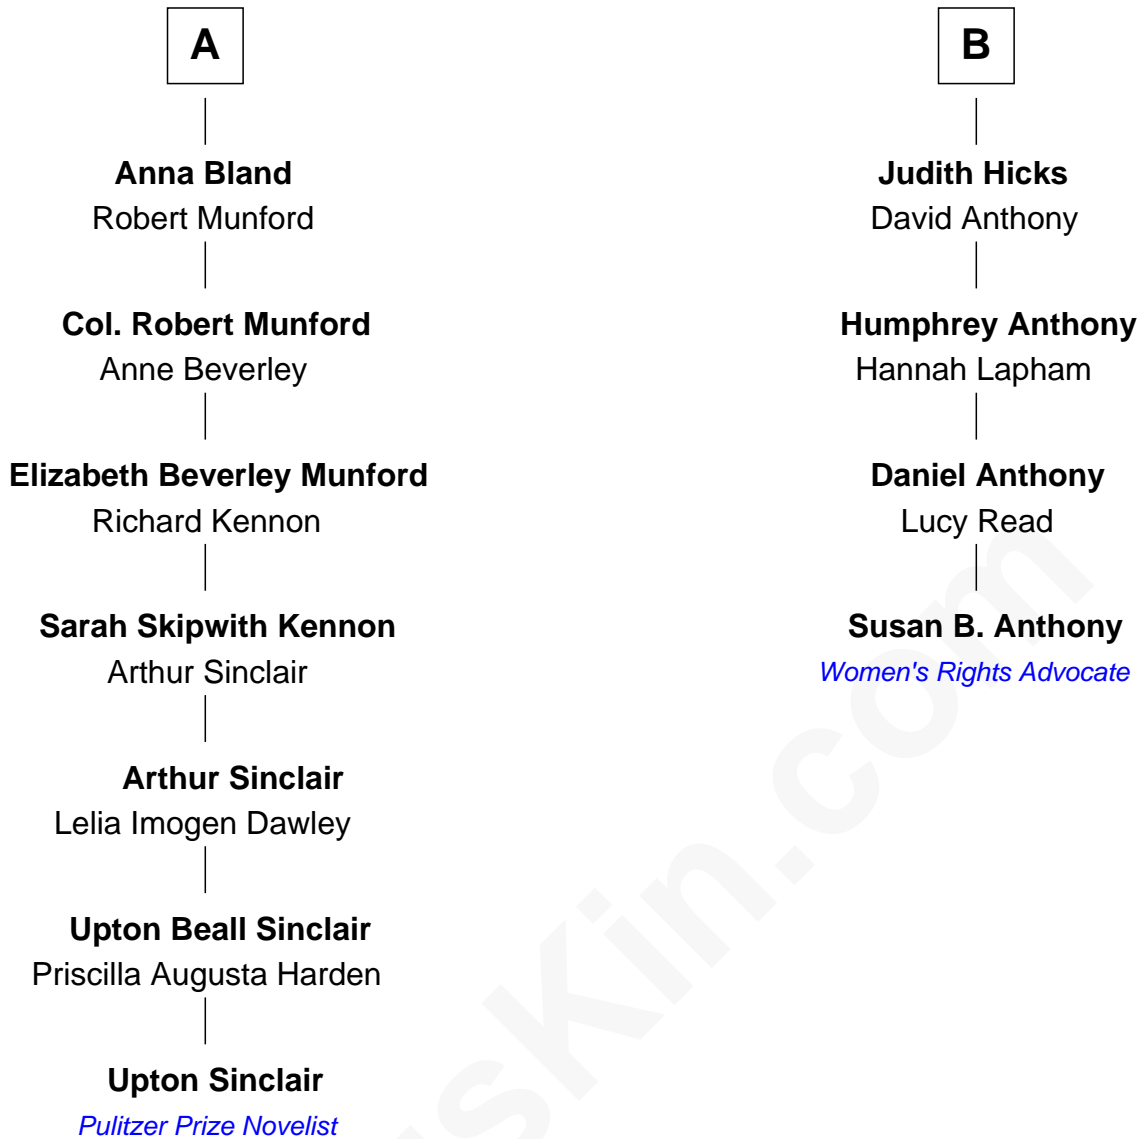 A
Anna Bland
Robert Munford
Col. Robert Munford
Anne Beverley
Elizabeth Beverley Munford
Richard Kennon
Sarah Skipwith Kennon
Arthur Sinclair
Arthur Sinclair
Lelia Imogen Dawley
Upton Beall Sinclair
Priscilla Augusta Harden
Upton Sinclair
Pulitzer Prize Novelist
B
Judith Hicks
David Anthony
Humphrey Anthony
Hannah Lapham
Daniel Anthony
Lucy Read
Susan B. Anthony
Women's Rights Advocate
sKin.com